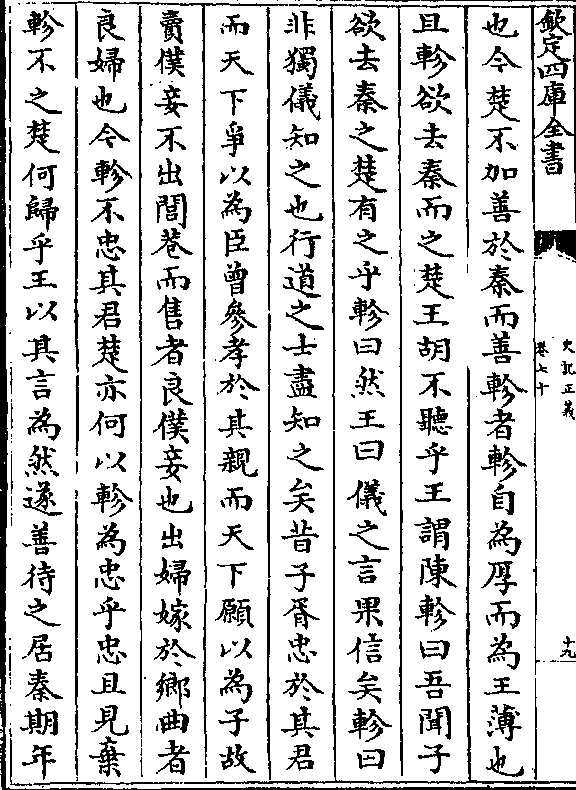 欽定四庫全書
史記正義
卷七十
十九
也今楚不加善於秦而善軫者軫自為厚而為王薄也
且軫欲去秦而之楚王胡不聽乎王謂陳軫曰吾聞子
欲去秦之楚有之乎軫曰然王曰儀之言果信矣軫曰
非獨儀知之也行道之士盡知之矣昔子胥忠於其君
而天下爭以為臣曾參孝於其親而天下願以為子故
賣僕妾不出閭巷而售者良僕妾也出婦嫁於鄉曲者
良婦也令軫不忠其君楚亦何以軫為忠乎忠且見棄
軫不之楚何歸乎王以其言為然遂善待之居秦期年